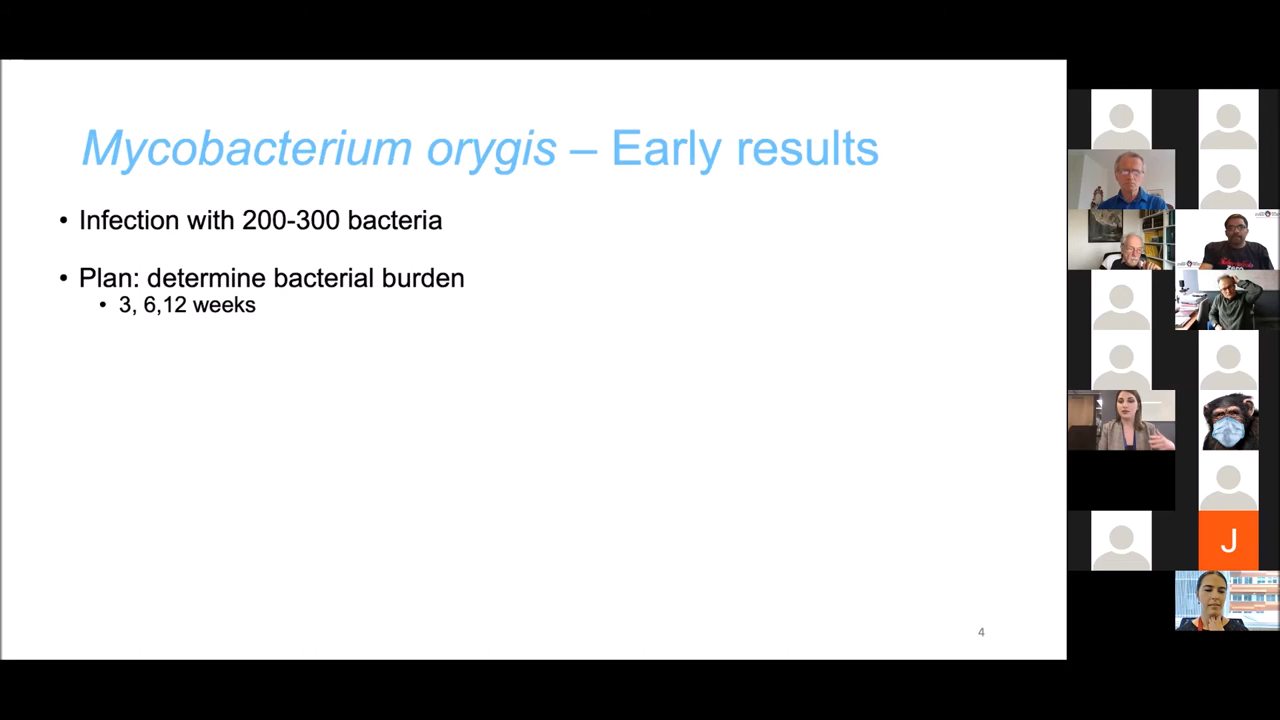 Mycobacterium orygis – Early results
• Infection with 200-300 bacteria
• Plan: determine bacterial burden
• 3, 6,12 weeks
4
J